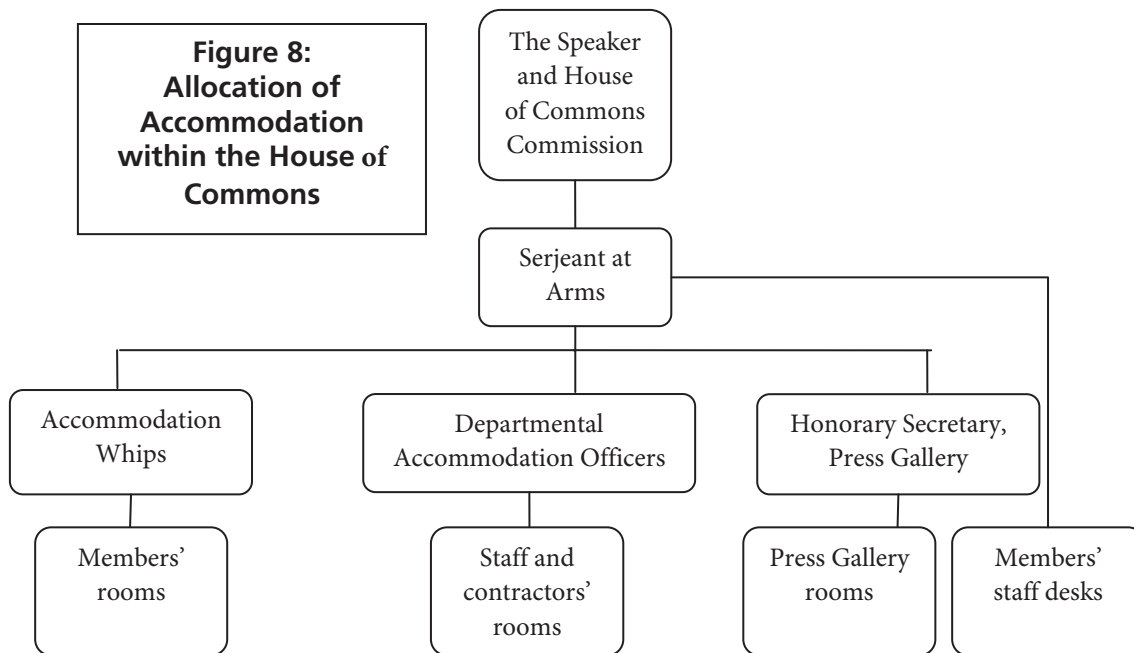 Figure 8:
Allocation of
Accommodation
within the House of
Commons
The Speaker
and House
of Commons
Commission
Serjeant at
Arms
Accommodation
Whips
Departmental
Accommodation Officers
Honorary Secretary,
Press Gallery
Members’
rooms
Staff and
contractors’
rooms
Press Gallery
rooms
Members’
staff desks